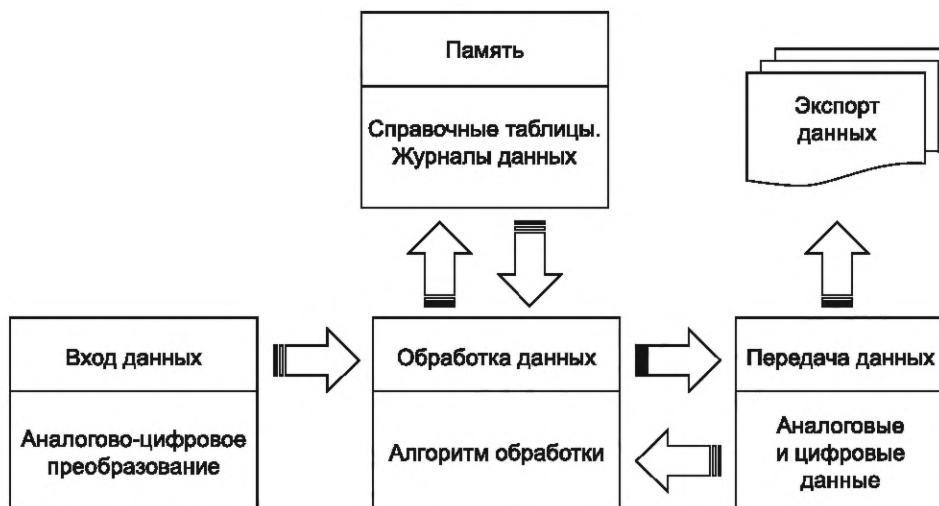 Память
Справочные таблицы.
Журналы данных
Экспорт
данных
Вход данных
Аналогово-цифровое
преобразование
Обработка данных
Алгоритм обработки
Передача данных
Аналоговые
и цифровые
данные